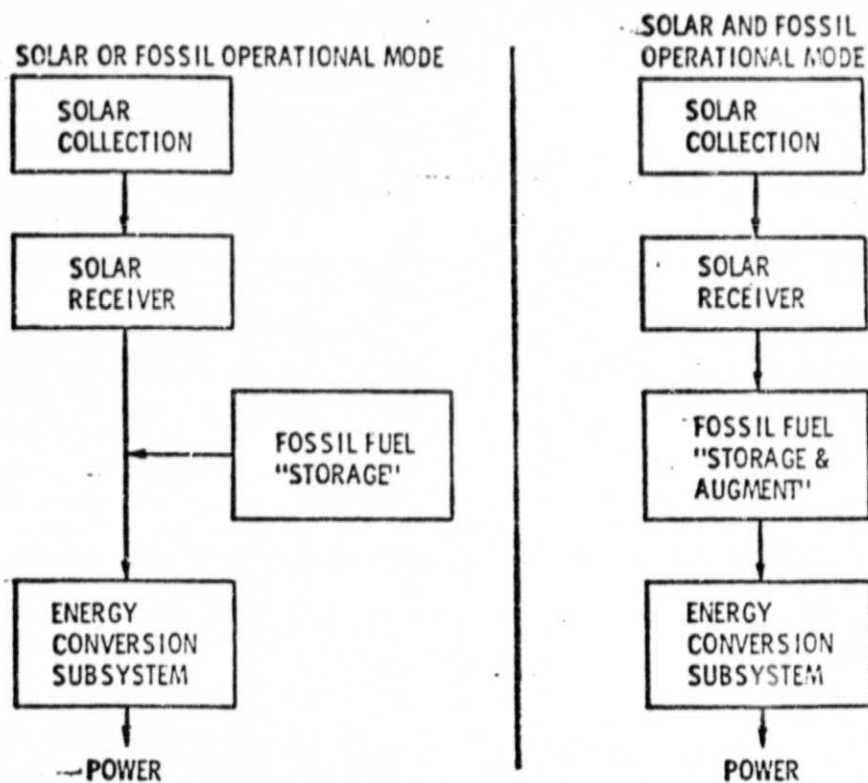 SOLAR OR FOSSIL OPERATIONAL MODE
SOLAR
COLLECTION
SOLAR
RECEIVER
FOSSIL FUEL
"STORAGE"
ENERGY
CONVERSION
SUBSYSTEM
POWER
SOLAR AND FOSSIL
OPERATIONAL MODE
SOLAR
COLLECTION
SOLAR
RECEIVER
FOSSIL FUEL
"STORAGE &
AUGMENT"
ENERGY
CONVERSION
SUBSYSTEM
POWER